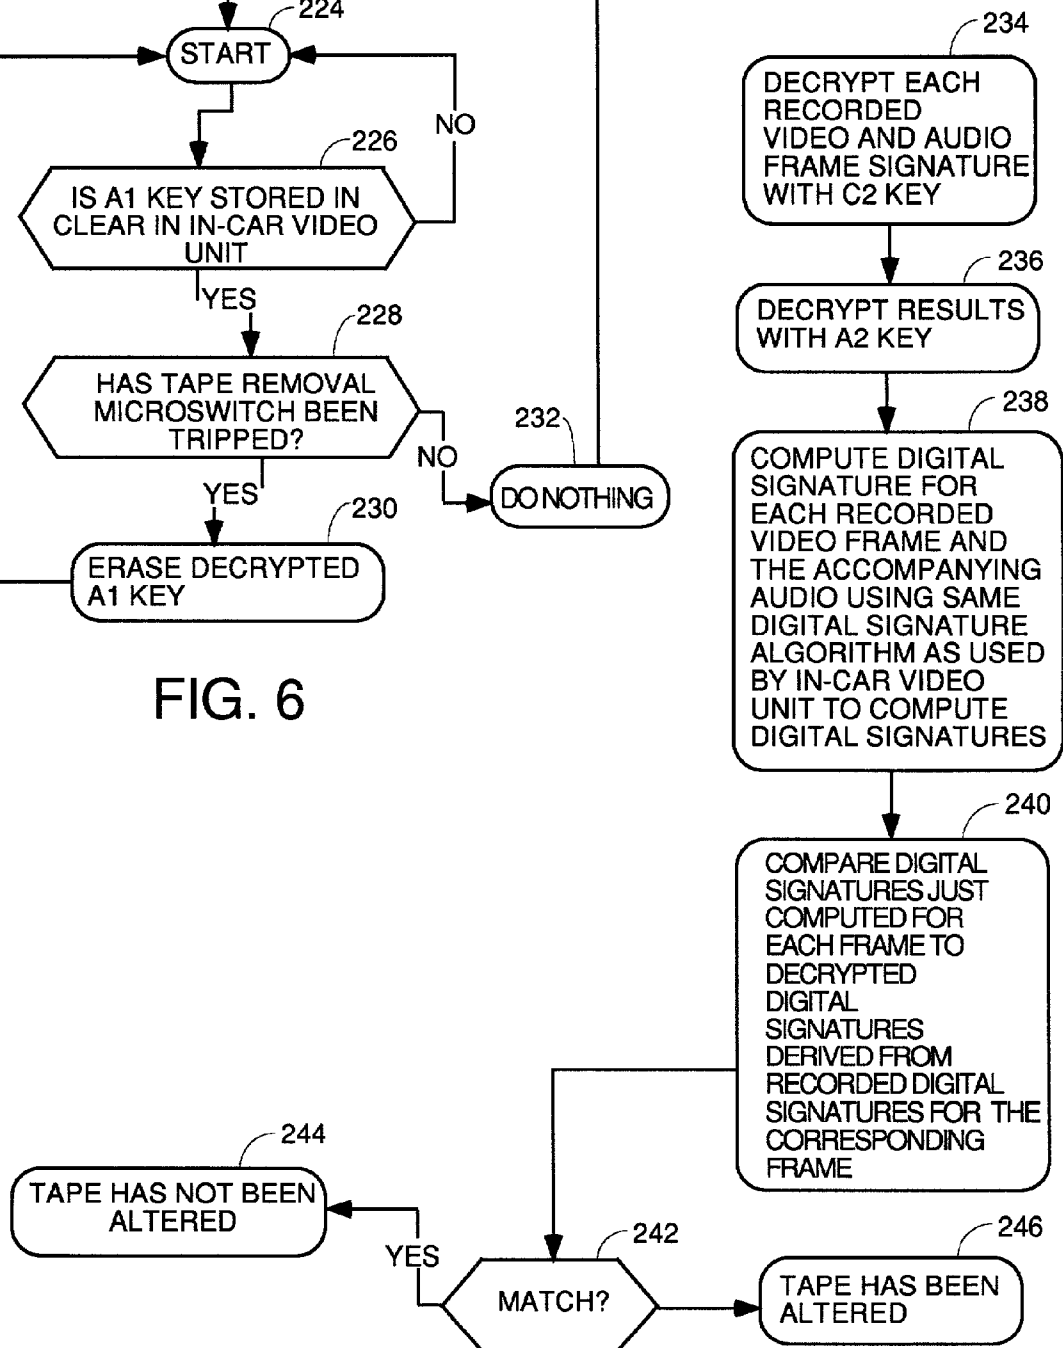 224
START
NO
226
IS A1 KEY STORED IN
CLEAR IN IN-CAR VIDEO
UNIT
YES
228
HAS TAPE REMOVAL
MICROSWITCH BEEN
TRIPPED?
NO
232
DO NOTHING
YES
230
ERASE DECRYPTED
A1 KEY
FIG. 6
234
DECRYPT EACH
RECORDED
VIDEO AND AUDIO
FRAME SIGNATURE
WITH C2 KEY
236
DECRYPT RESULTS
WITH A2 KEY
238
COMPUTE DIGITAL
SIGNATURE FOR
EACH RECORDED
VIDEO FRAME AND
THE ACCOMPANYING
AUDIO USING SAME
DIGITAL SIGNATURE
ALGORITHM AS USED
BY IN-CAR VIDEO
UNIT TO COMPUTE
DIGITAL SIGNATURES
240
COMPARE DIGITAL
SIGNATURES JUST
COMPUTED FOR
EACH FRAME TO
DECRYPTED
DIGITAL
SIGNATURES
DERIVED FROM
RECORDED DIGITAL
SIGNATURES FOR THE
CORRESPONDING
FRAME
242
MATCH?
YES
244
TAPE HAS NOT BEEN
ALTERED
246
TAPE HAS BEEN
ALTERED